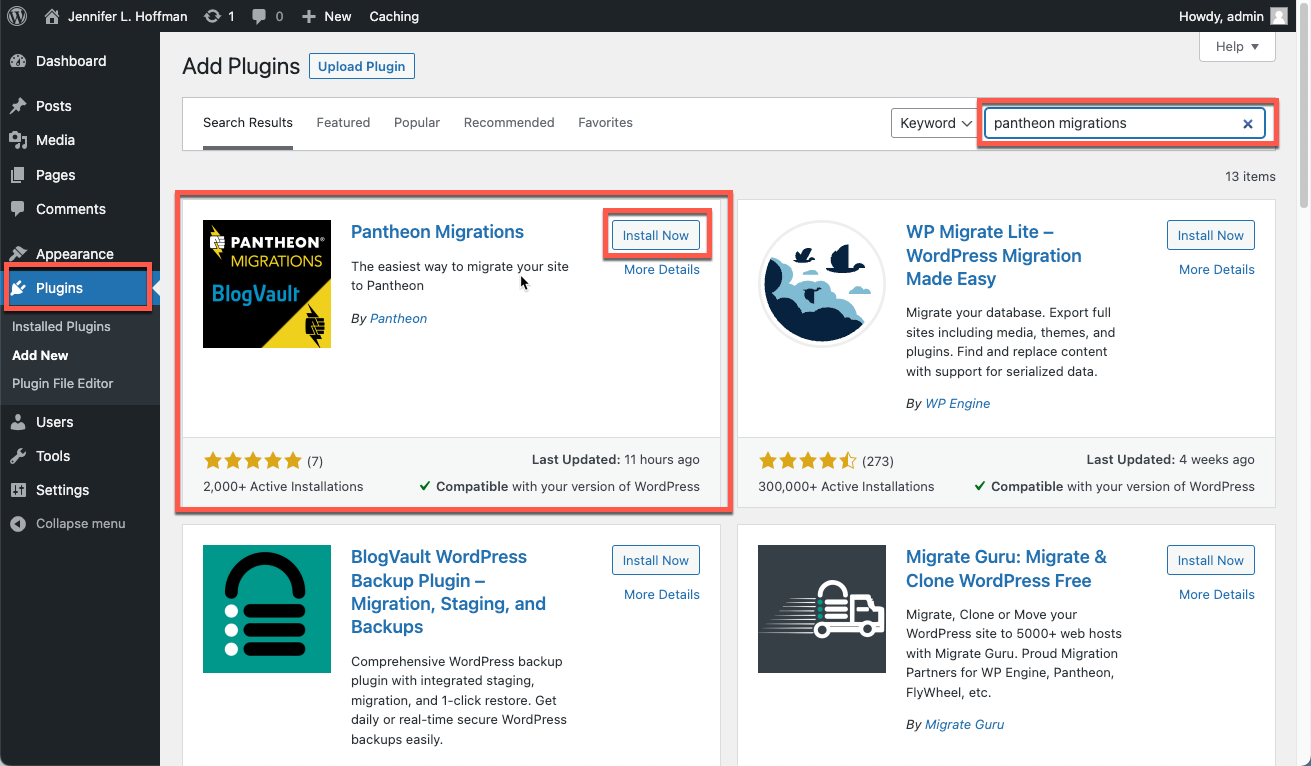 Jennifer L. Hoffman 1 0 New Caching Howdy, admin
Help
Dashboard
Posts
Media
Pages
Comments
Appearance
Plugins
Installed Plugins
Add New
Plugin File Editor
Users
Tools
Settings
Collapse menu
Add Plugins Upload Plugin
Search Results Featured Popular Recommended Favorites Keyword pantheon migrations
13 items
PANTHEON®
MIGRATIONS
BlogVault
Pantheon Migrations
Install Now
More Details
The easiest way to migrate your site
to Pantheon
By Pantheon
(7)
Last Updated: 11 hours ago
2,000+ Active Installations
Compatible with your version of WordPress
WP Migrate Lite –
WordPress Migration
Made Easy
Install Now
More Details
Migrate your database. Export full
sites including media, themes, and
plugins. Find and replace content
with support for serialized data.
By WP Engine
(273)
Last Updated: 4 weeks ago
300,000+ Active Installations
Compatible with your version of WordPress
BlogVault WordPress
Backup Plugin –
Migration, Staging, and
Backups
Install Now
More Details
Comprehensive WordPress backup
plugin with integrated staging,
migration, and 1-click restore. Get
daily or real-time secure WordPress
backups easily.
Migrate Guru: Migrate &
Clone WordPress Free
Install Now
More Details
Migrate, Clone or Move your
WordPress site to 5000+ web hosts
with Migrate Guru. Proud Migration
Partners for WP Engine, Pantheon,
FlyWheel, etc.
By Migrate Guru